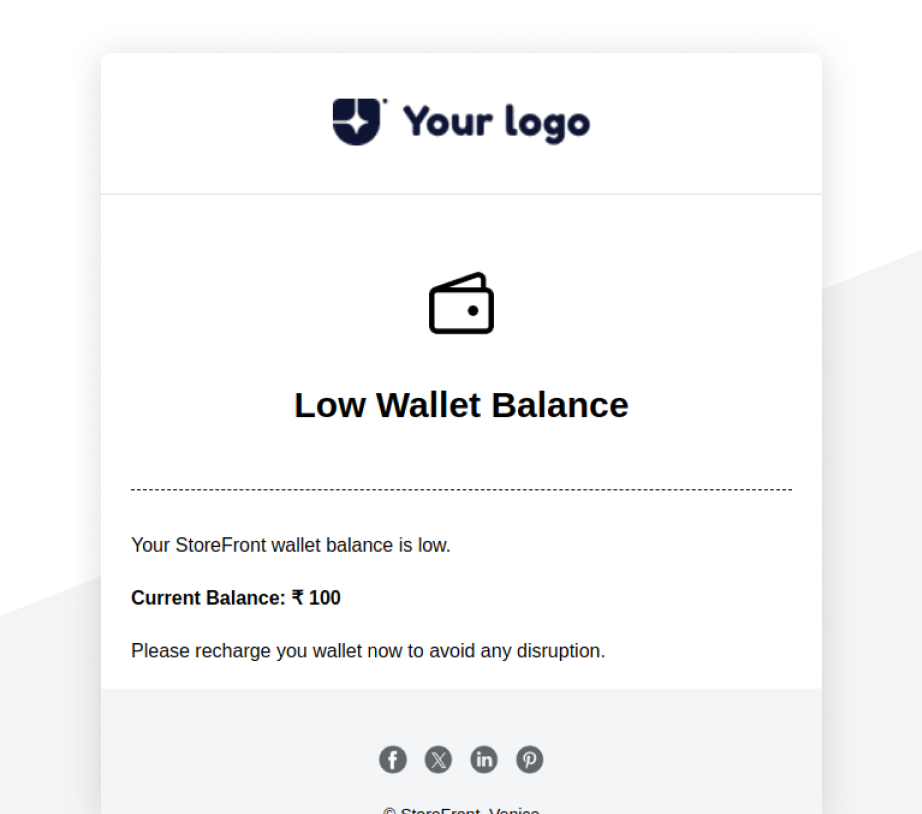 Your logo
Low Wallet Balance
Your StoreFront wallet balance is low.
Current Balance: ₹ 100
Please recharge you wallet now to avoid any disruption.
© StoreFront, Venice